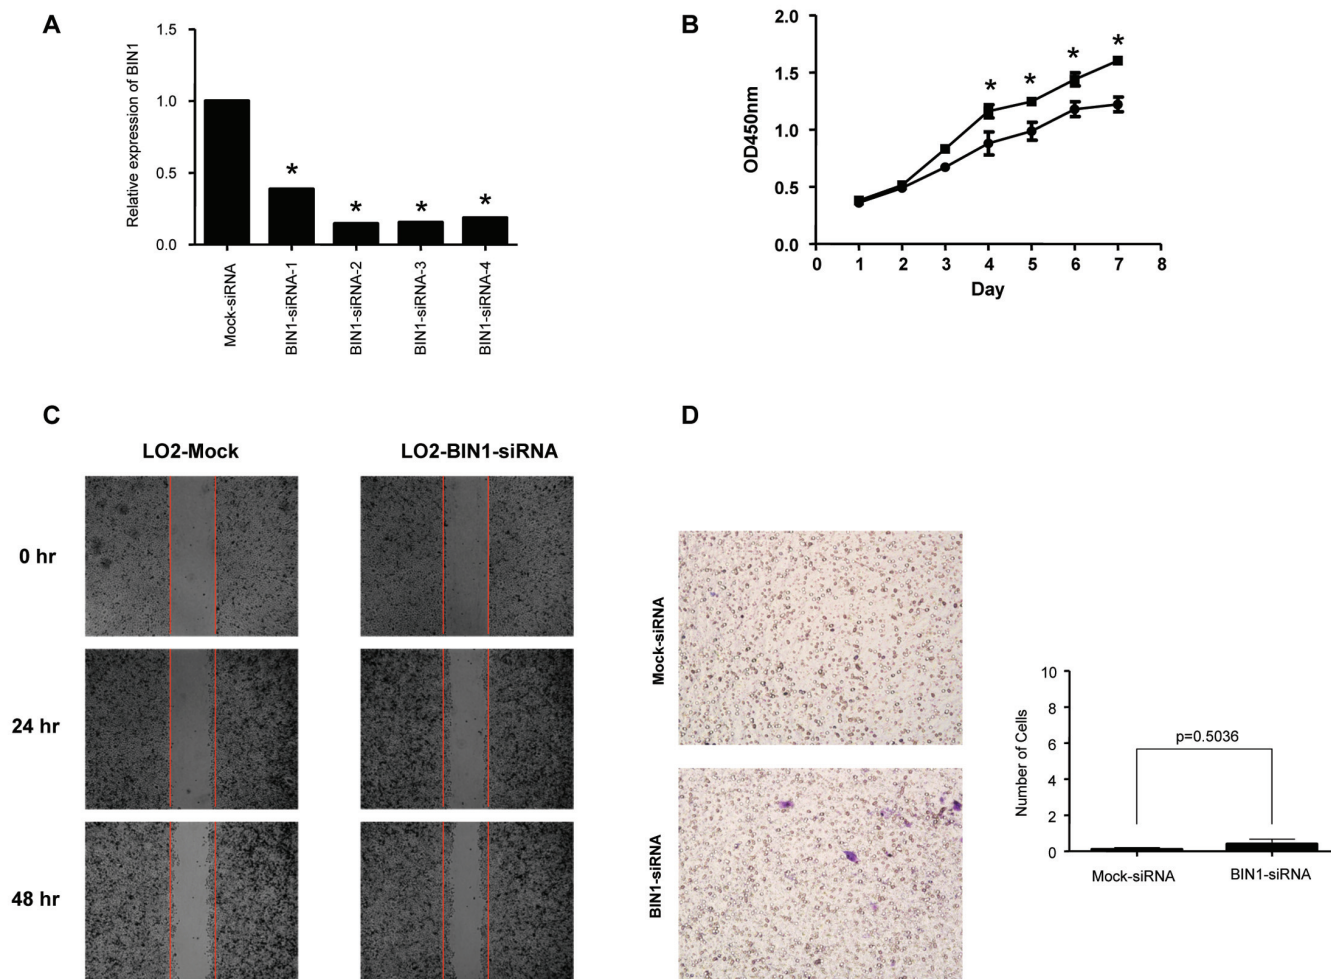 A
1.5
1.0
0.5
0.0
Relative expression of BIN1
*
*
*
*
Mock-siRNA
BIN1-siRNA-1
BIN1-siRNA-2
BIN1-siRNA-3
BIN1-siRNA-4
B
2.0
1.5
1.0
0.5
0.0
OD450nm
* * * *
0 1 2 3 4 5 6 7 8
Day
C
LO2-Mock LO2-BIN1-siRNA
0 hr
24 hr
48 hr
D
Mock-siRNA
BIN1-siRNA
10
8
6
4
2
0
Number of Cells
p=0.5036
Mock-siRNA BIN1-siRNA